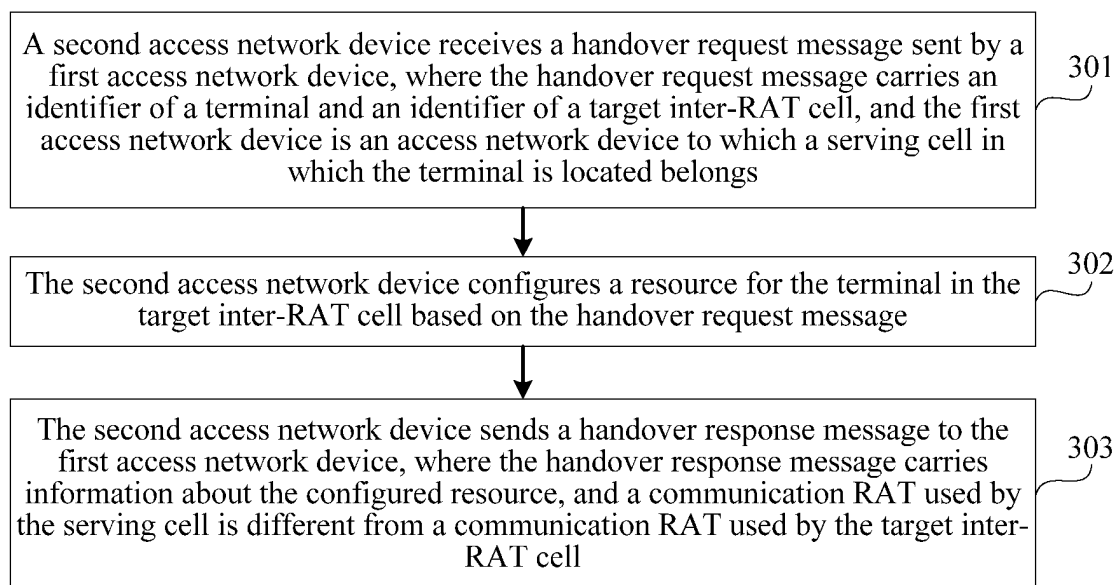 A second access network device receives a handover request message sent by a
first access network device, where the handover request message carries an
identifier of a terminal and an identifier of a target inter-RAT cell, and the first
access network device is an access network device to which a serving cell in
which the terminal is located belongs
301
The second access network device configures a resource for the terminal in the
target inter-RAT cell based on the handover request message
302
The second access network device sends a handover response message to the
first access network device, where the handover response message carries
information about the configured resource, and a communication RAT used by
the serving cell is different from a communication RAT used by the target inter-
RAT cell
303